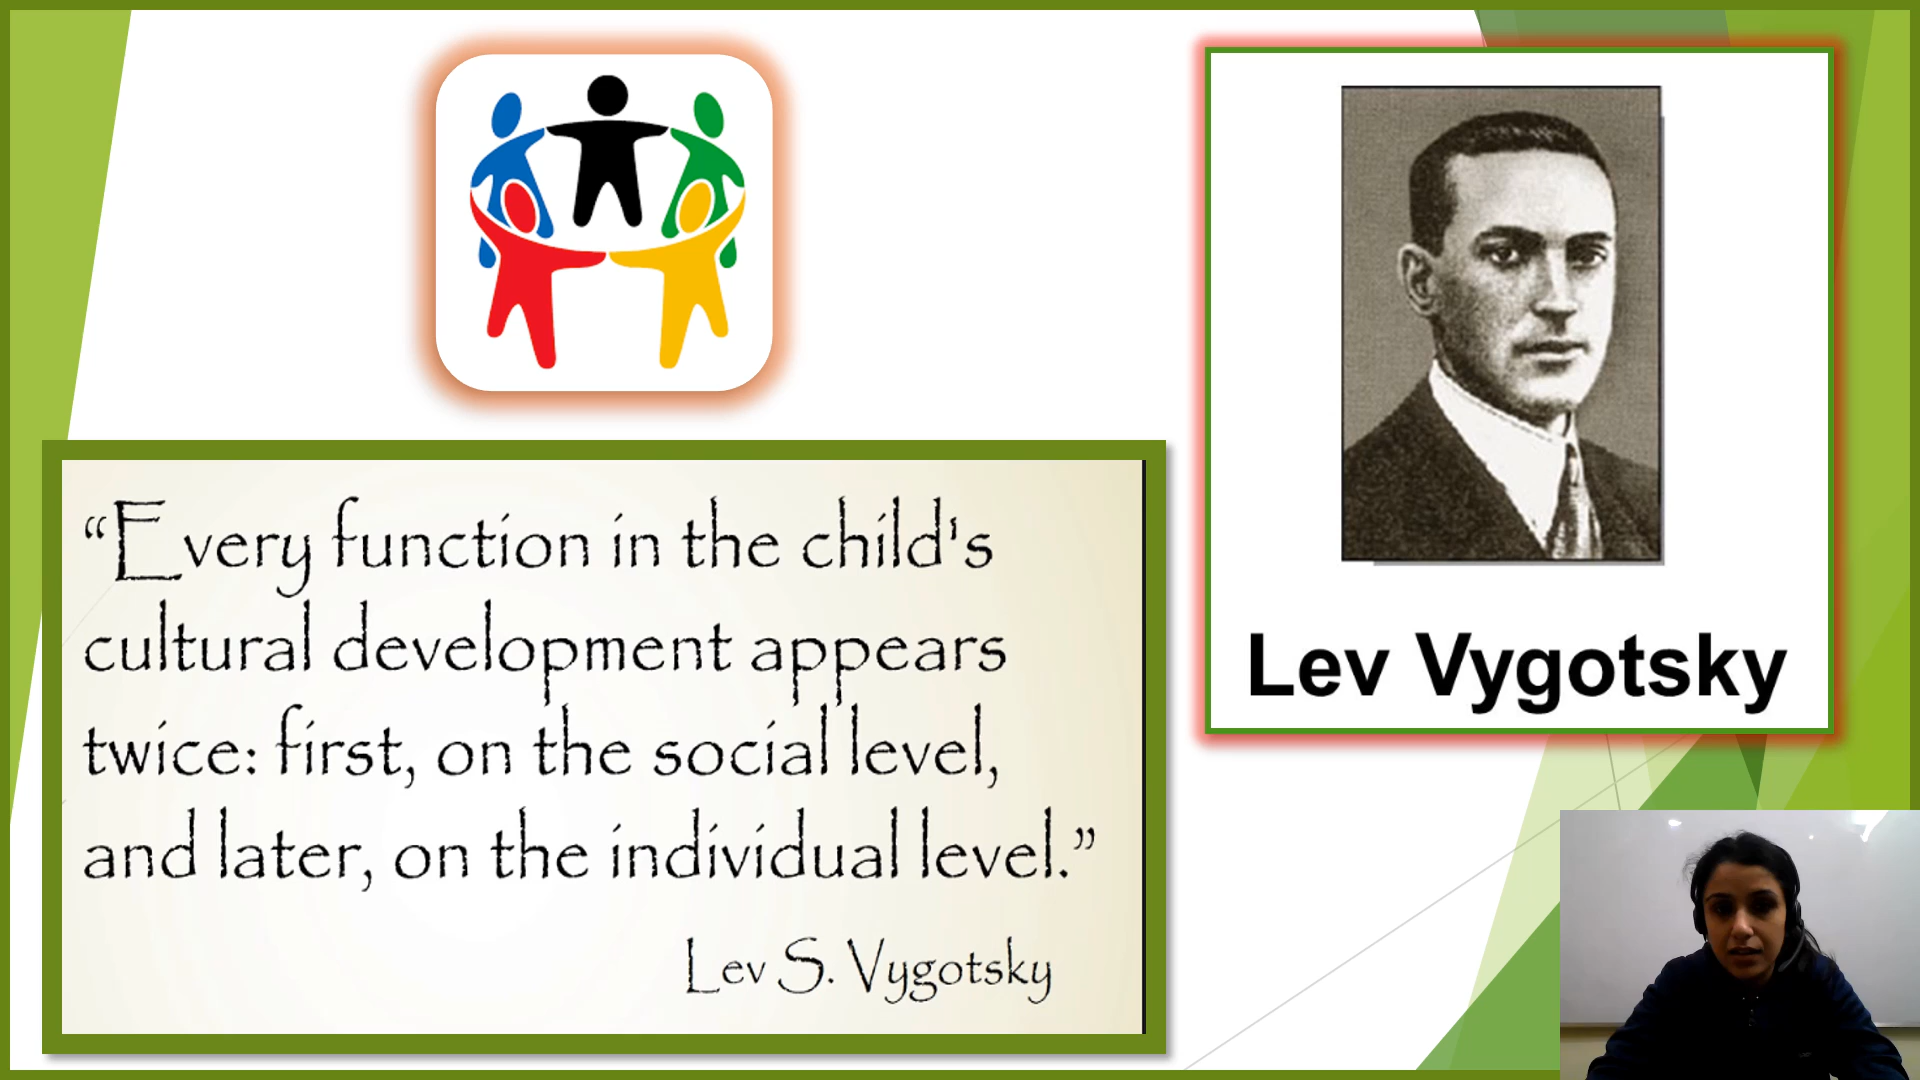 “Every function in the child's
cultural development appears
twice: first, on the social level,
and later, on the individual level.”
Lev S. Vygotsky
Lev Vygotsky